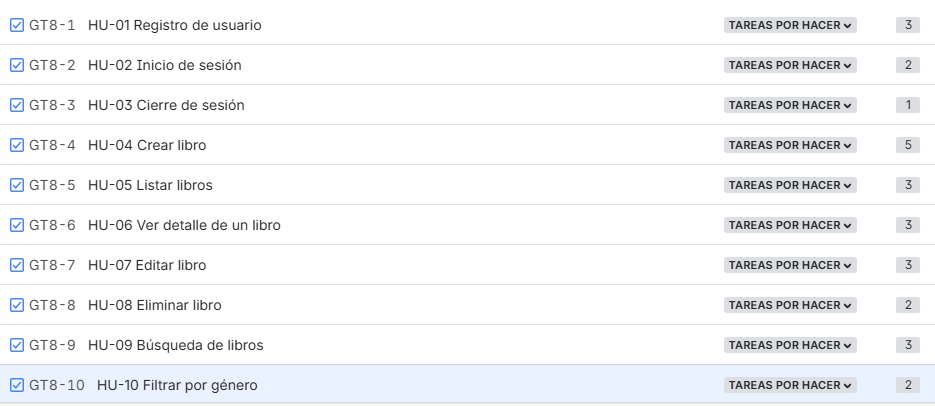 GT8-1 HU-01 Registro de usuario TAREAS POR HACER 3
GT8-2 HU-02 Inicio de sesión TAREAS POR HACER 2
GT8-3 HU-03 Cierre de sesión TAREAS POR HACER 1
GT8-4 HU-04 Crear libro TAREAS POR HACER 5
GT8-5 HU-05 Listar libros TAREAS POR HACER 3
GT8-6 HU-06 Ver detalle de un libro TAREAS POR HACER 3
GT8-7 HU-07 Editar libro TAREAS POR HACER 3
GT8-8 HU-08 Eliminar libro TAREAS POR HACER 2
GT8-9 HU-09 Búsqueda de libros TAREAS POR HACER 3
GT8-10 HU-10 Filtrar por género TAREAS POR HACER 2